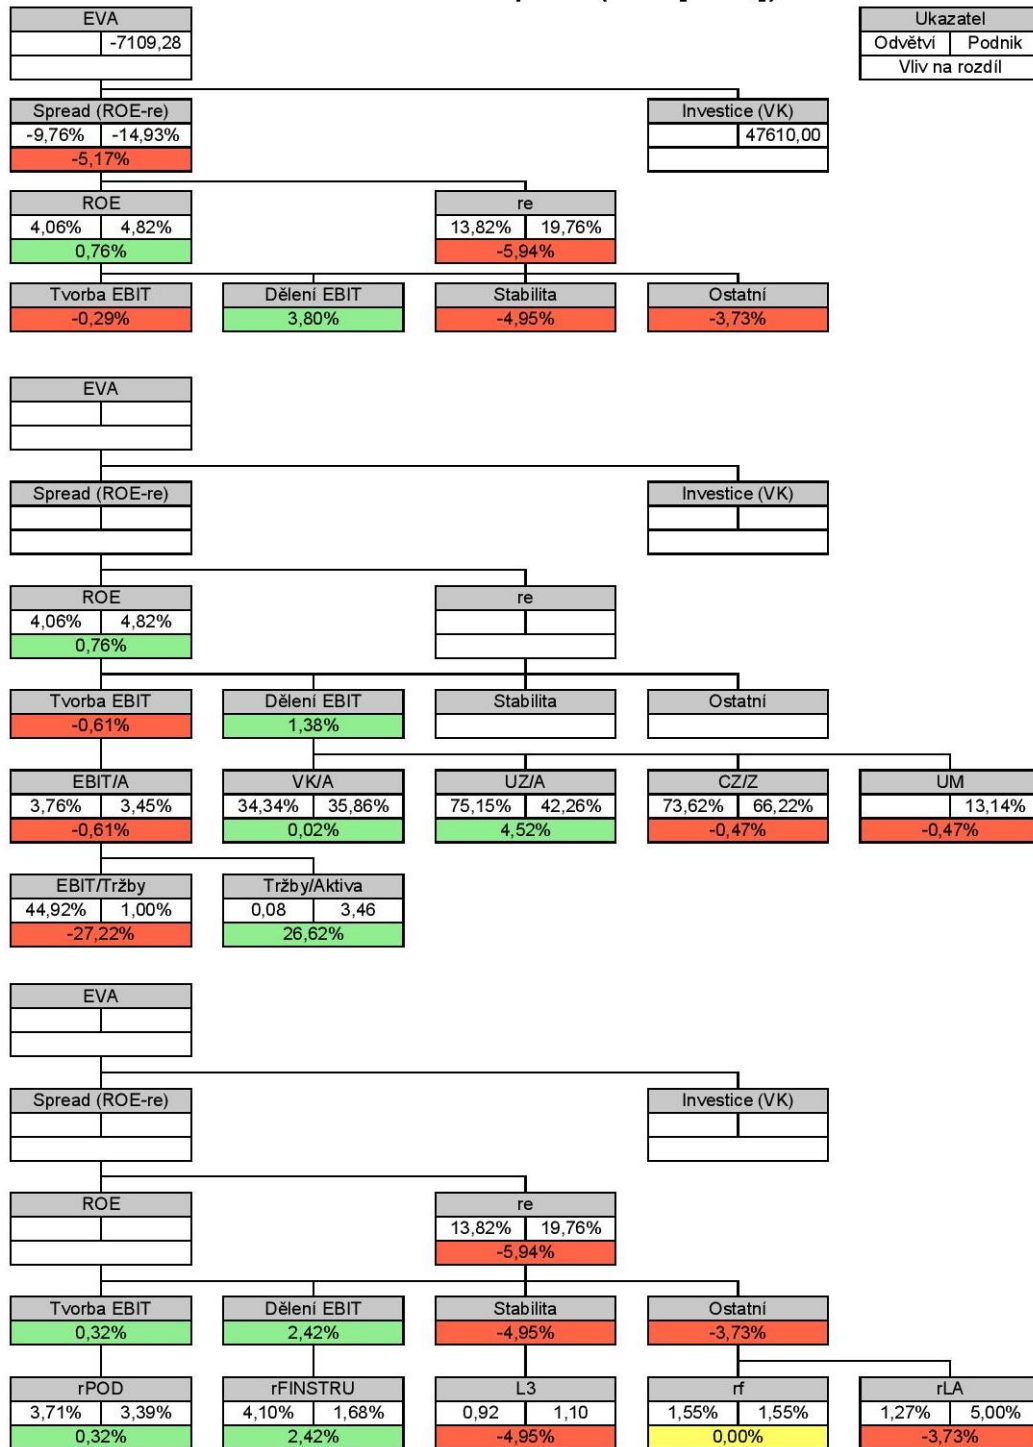 EVA
Ukazatel
-7109,28
Odvětví Podnik
Vliv na rozdíl
Spread (ROE-re) Investice (VK)
-9,76% -14,93% 47610,00
-5,17%
ROE re
4,06% 4,82% 13,82% 19,76%
0,76% -5,94%
Tvorba EBIT Dělení EBIT Stabilita Ostatní
-0,29% 3,80% -4,95% -3,73%
EVA
Spread (ROE-re) Investice (VK)
ROE re
4,06% 4,82%
0,76%
Tvorba EBIT Dělení EBIT Stabilita Ostatní
-0,61% 1,38%
EBIT/A VK/A UZ/A CZ/Z UM
3,76% 3,45% 34,34% 35,86% 75,15% 42,26% 73,62% 66,22% 13,14%
-0,61% 0,02% 4,52% -0,47% -0,47%
EBIT/Tržby Tržby/Aktiva
44,92% 1,00% 0,08 3,46
-27,22% 26,62%
EVA
Spread (ROE-re) Investice (VK)
ROE re
13,82% 19,76%
-5,94%
Tvorba EBIT Dělení EBIT Stabilita Ostatní
0,32% 2,42% -4,95% -3,73%
rPOD rFINSTRU L3 rf rLA
3,71% 3,39% 4,10% 1,68% 0,92 1,10 1,55% 1,55% 1,27% 5,00%
0,32% 2,42% -4,95% 0,00% -3,73%